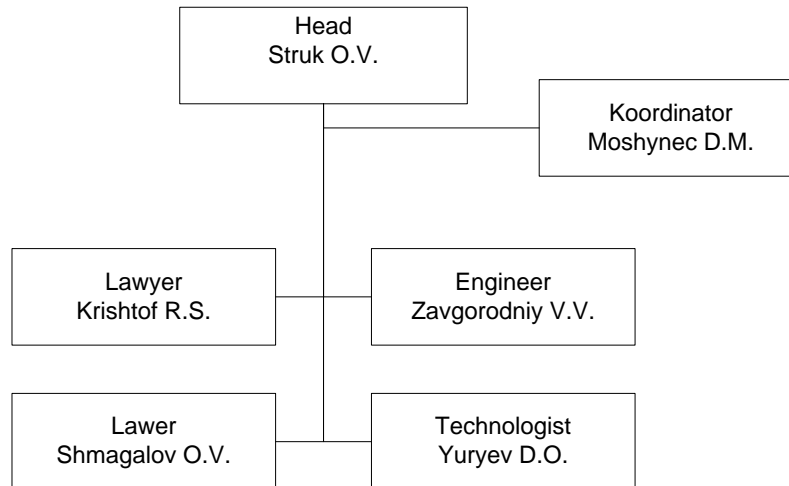 Head
Struk O.V.
Koordinator
Moshynec D.M.
Lawyer
Krishtof R.S.
Engineer
Zavgorodniy V.V.
Lawer
Shmagalov O.V.
Technologist
Yuryev D.O.